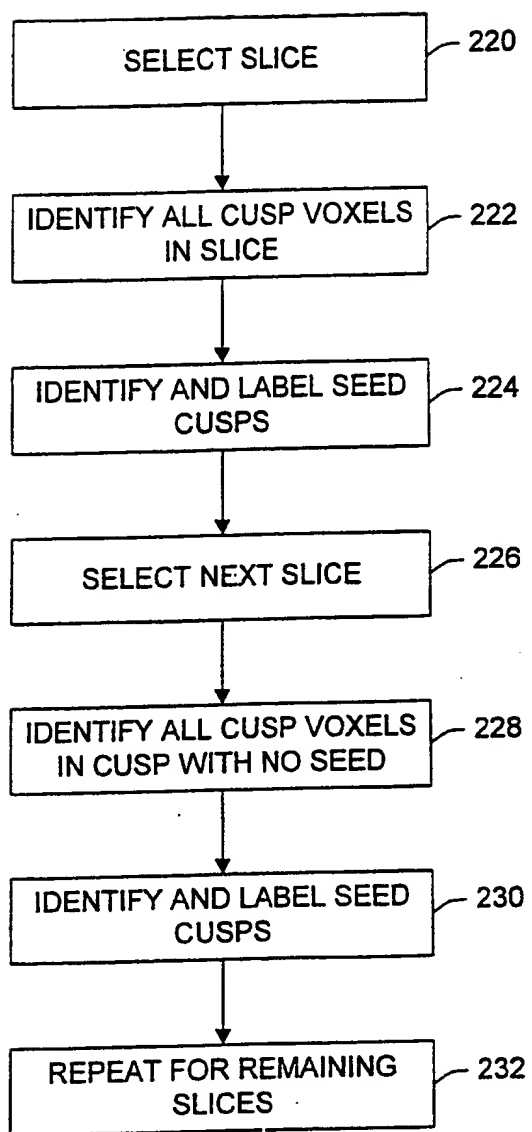 SELECT SLICE
220
IDENTIFY ALL CUSP VOXELS
IN SLICE
222
IDENTIFY AND LABEL SEED
CUSPS
224
SELECT NEXT SLICE
226
IDENTIFY ALL CUSP VOXELS
IN CUSP WITH NO SEED
228
IDENTIFY AND LABEL SEED
CUSPS
230
REPEAT FOR REMAINING
SLICES
232